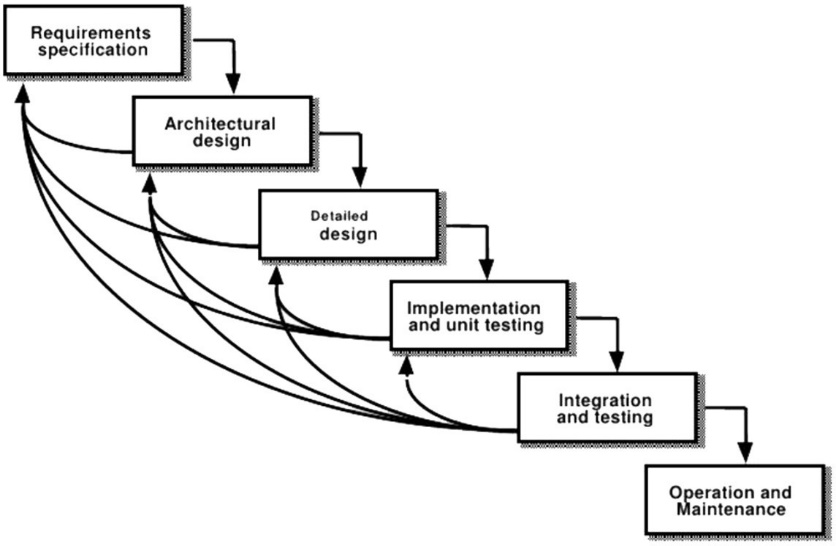 Requirements
specification
Architectural
design
Detailed
design
Implementation
and unit testing
Integration
and testing
Operation and
Maintenance